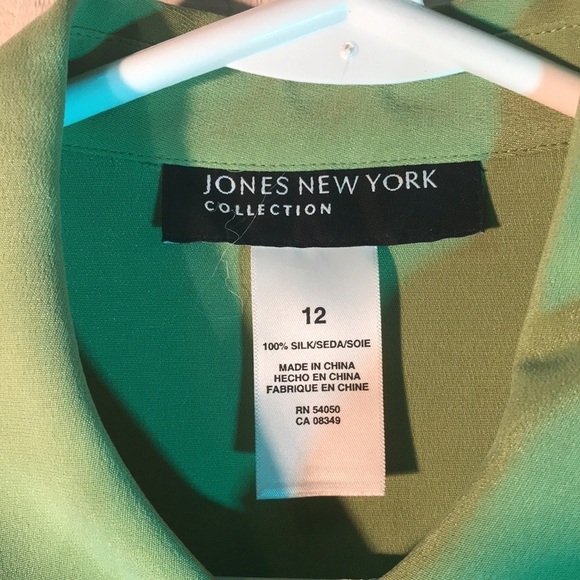 JONES NEW YORK
COLLECTION
12
100% SILK/SEDA/SOIE
MADE IN CHINA
HECHO EN CHINA
FABRIQUE EN CHINE
RN 54050
CA 08349